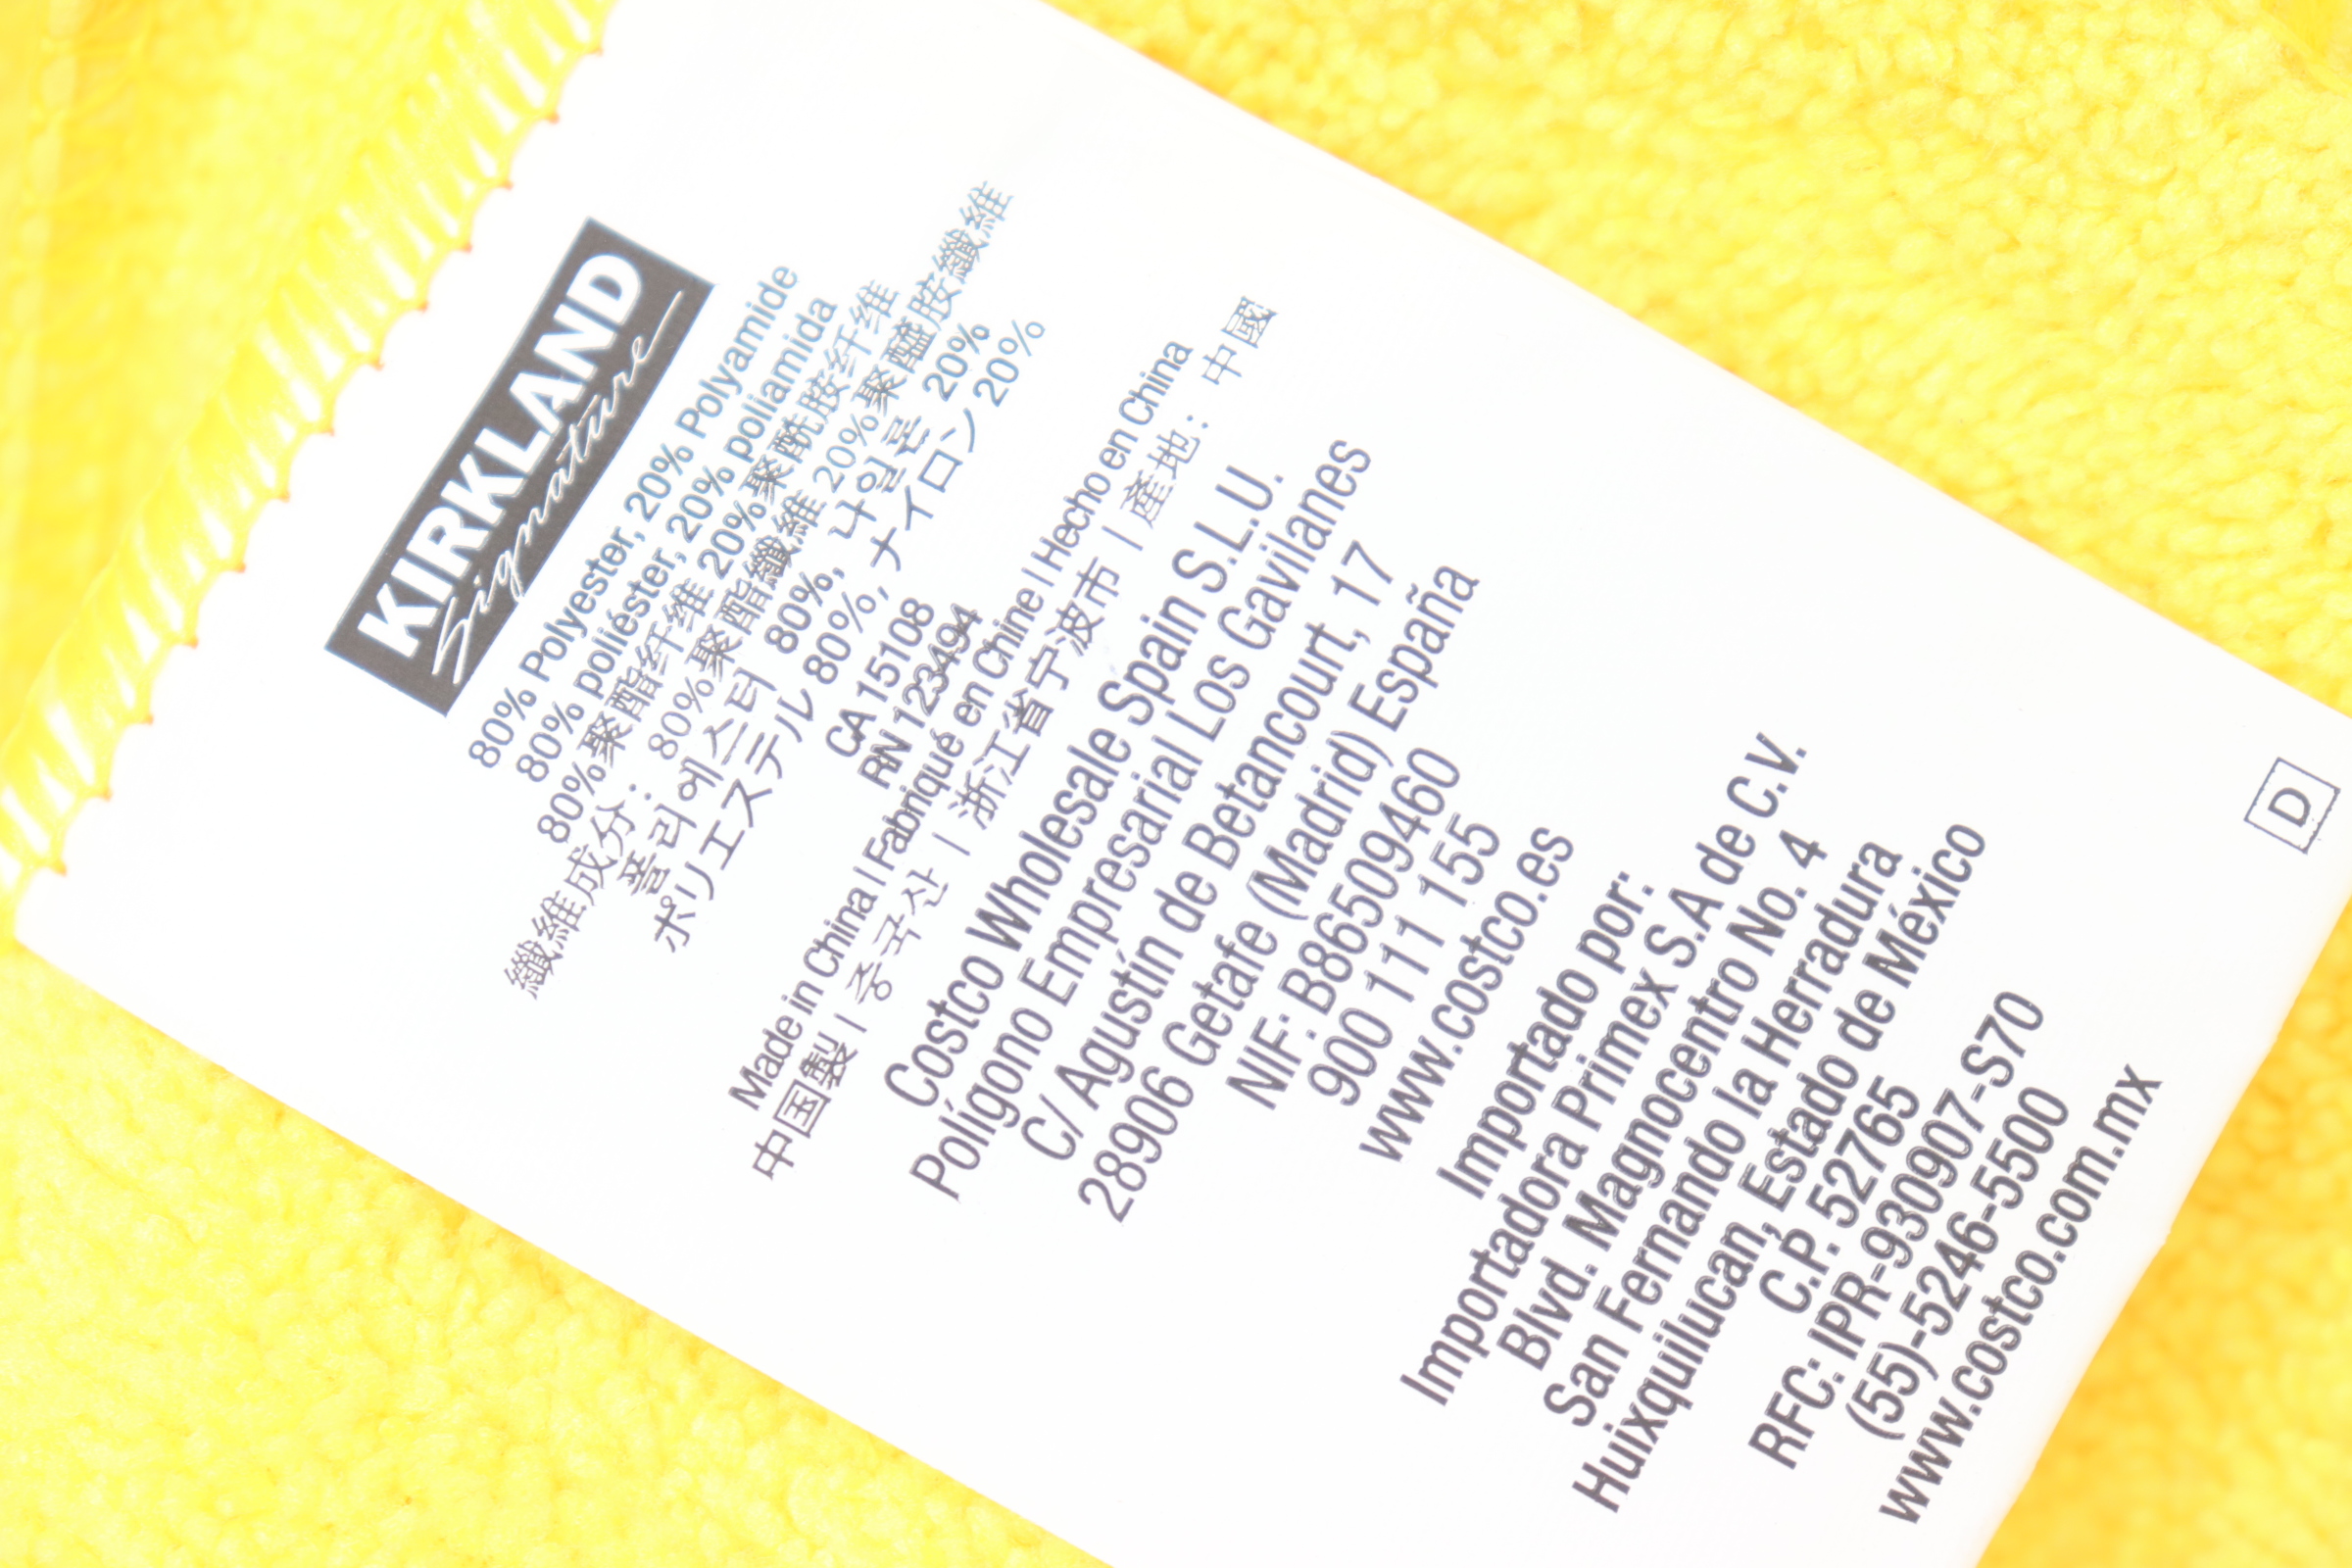 KIRKLAND
Signature
80% Polyester, 20% Polyamide
80% poliéster, 20% poliamida
80%聚酯纤维 20%聚酰胺纤维
纖維成分: 80%聚酯纖維 20%聚醯胺纖維
폴리에스터 80%, 나일론 20%
ポリエステル 80%, ナイロン 20%
CA 15108
RN 123494
Made in China | Fabriqué en Chine | Hecho en China
中国製 | 중국산 | 浙江省宁波市 | 產地: 中國
Costco Wholesale Spain S.L.U.
Polígono Empresarial Los Gavilanes
C/ Agustín de Betancourt, 17
28906 Getafe (Madrid) España
NIF: B86509460
900 111 155
www.costco.es
Importado por:
Importadora Primex S.A de C.V.
Blvd. Magnocentro No. 4
San Fernando la Herradura
Huixquilucan, Estado de México
C.P. 52765
RFC: IPR-930907-S70
(55)-5246-5500
www.costco.com.mx
D